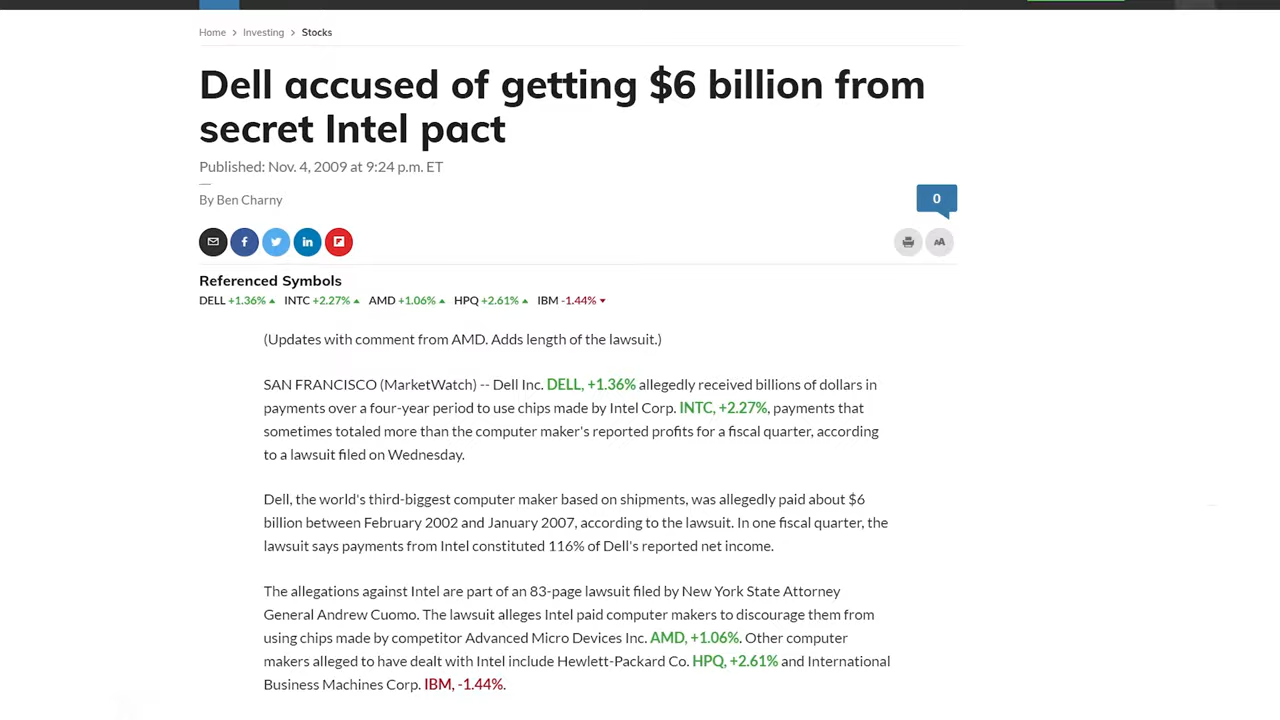 Home > Investing > Stocks
Dell accused of getting $6 billion from
secret Intel pact
Published: Nov. 4, 2009 at 9:24 p.m. ET
By Ben Charny
0
Referenced Symbols
DELL +1.36% INTC +2.27% AMD +1.06% HPQ +2.61% IBM -1.44%
(Updates with comment from AMD. Adds length of the lawsuit.)
SAN FRANCISCO (MarketWatch) -- Dell Inc. DELL, +1.36% allegedly received billions of dollars in
payments over a four-year period to use chips made by Intel Corp. INTC, +2.27%, payments that
sometimes totaled more than the computer maker's reported profits for a fiscal quarter, according
to a lawsuit filed on Wednesday.
Dell, the world's third-biggest computer maker based on shipments, was allegedly paid about $6
billion between February 2002 and January 2007, according to the lawsuit. In one fiscal quarter, the
lawsuit says payments from Intel constituted 116% of Dell's reported net income.
The allegations against Intel are part of an 83-page lawsuit filed by New York State Attorney
General Andrew Cuomo. The lawsuit alleges Intel paid computer makers to discourage them from
using chips made by competitor Advanced Micro Devices Inc. AMD, +1.06%. Other computer
makers alleged to have dealt with Intel include Hewlett-Packard Co. HPQ, +2.61% and International
Business Machines Corp. IBM, -1.44%.